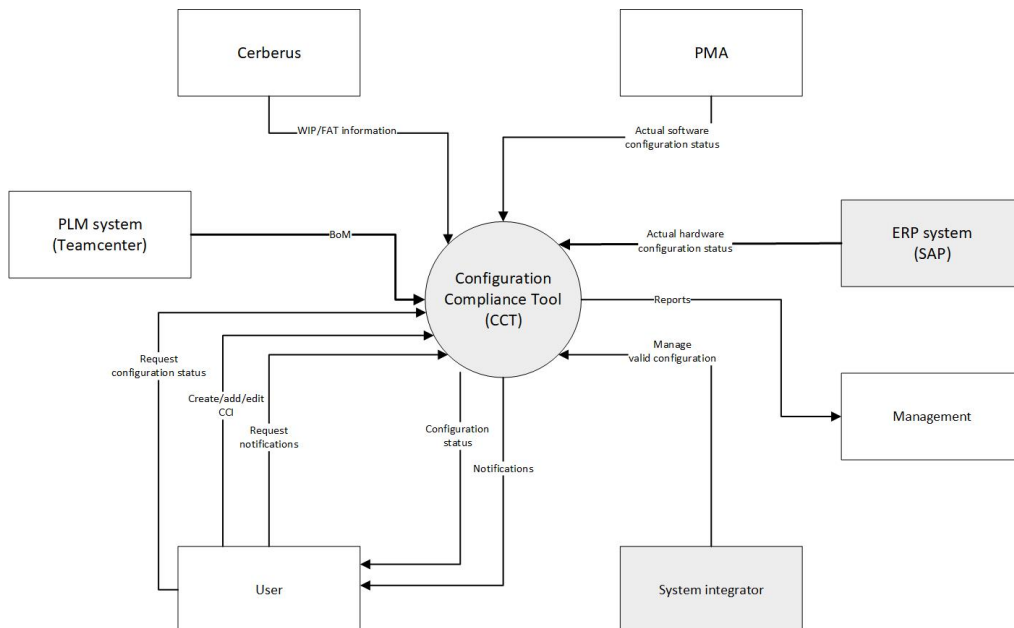 Cerberus
PMA
WIP/FAT information
Actual software
configuration status
PLM system
(Teamcenter)
BoM
Actual hardware
configuration status
ERP system
(SAP)
Configuration
Compliance Tool
(CCT)
Reports
Request
configuration status
Manage
valid configuration
Create/add/edit
CCI
Request
notifications
Configuration
status
Notifications
Management
User
System integrator